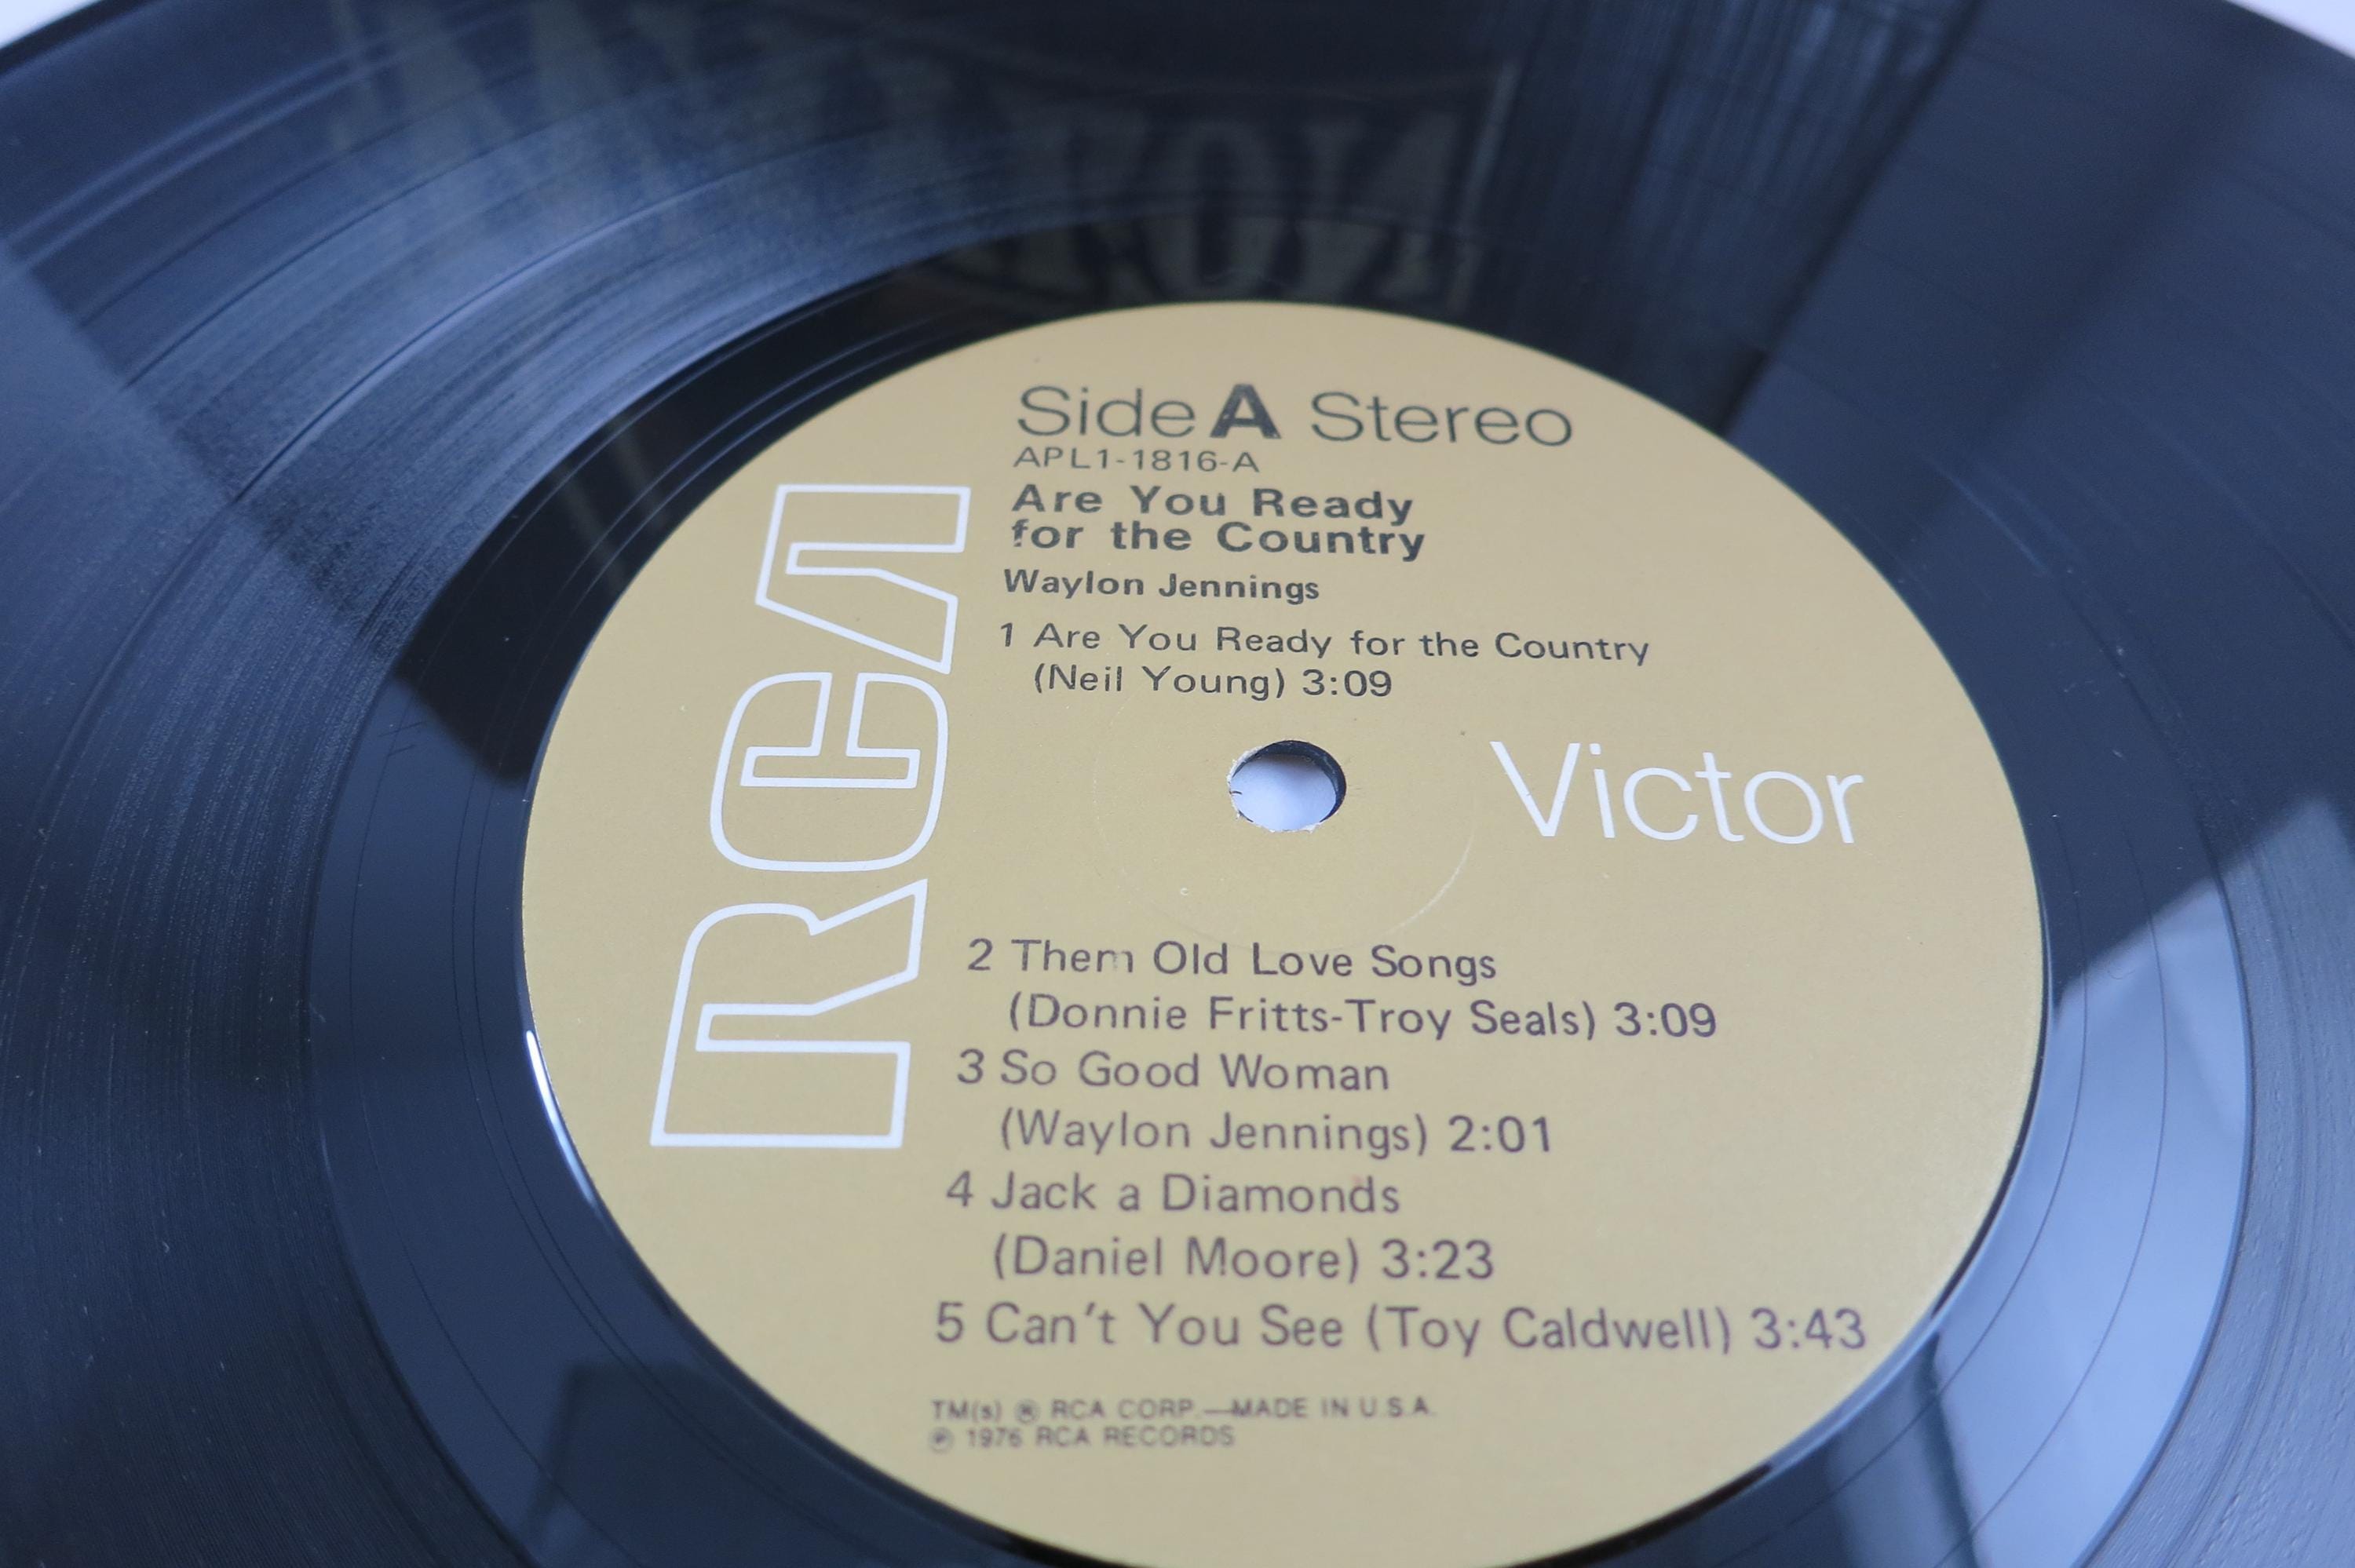 Side A Stereo
APL1-1816-A
Are You Ready
for the Country
Waylon Jennings
1 Are You Ready for the Country
(Neil Young) 3:09
RCA
Victor
2 Them Old Love Songs
(Donnie Fritts-Troy Seals) 3:09
3 So Good Woman
(Waylon Jennings) 2:01
4 Jack a Diamonds
(Daniel Moore) 3:23
5 Can't You See (Toy Caldwell) 3:43
TM(s) ® RCA CORP.—MADE IN U.S.A.
℗ 1976 RCA RECORDS